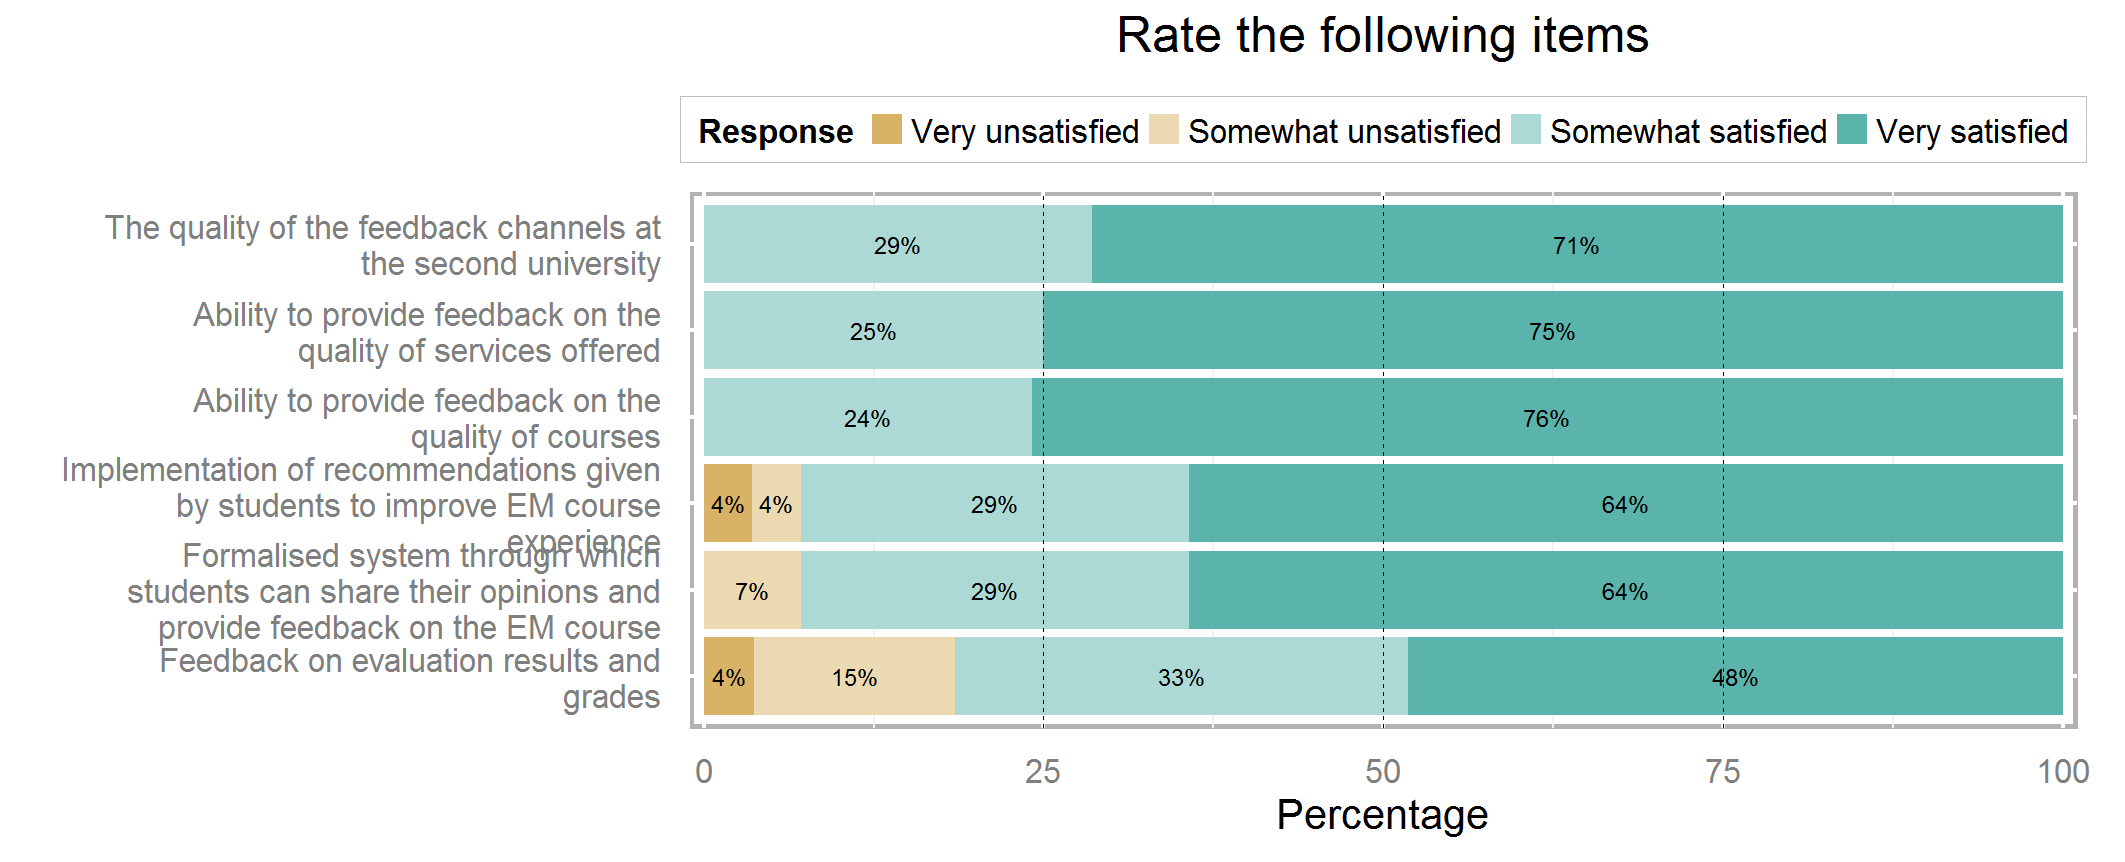 Rate the following items
Response Very unsatisfied Somewhat unsatisfied Somewhat satisfied Very satisfied
The quality of the feedback channels at
the second university
29% 71%
Ability to provide feedback on the
quality of services offered
25% 75%
Ability to provide feedback on the
quality of courses
24% 76%
Implementation of recommendations given
by students to improve EM course
experience
4% 4% 29% 64%
Formalised system through which
students can share their opinions and
provide feedback on the EM course
7% 29% 64%
Feedback on evaluation results and
grades
4% 15% 33% 48%
0 25 50 75 100
Percentage